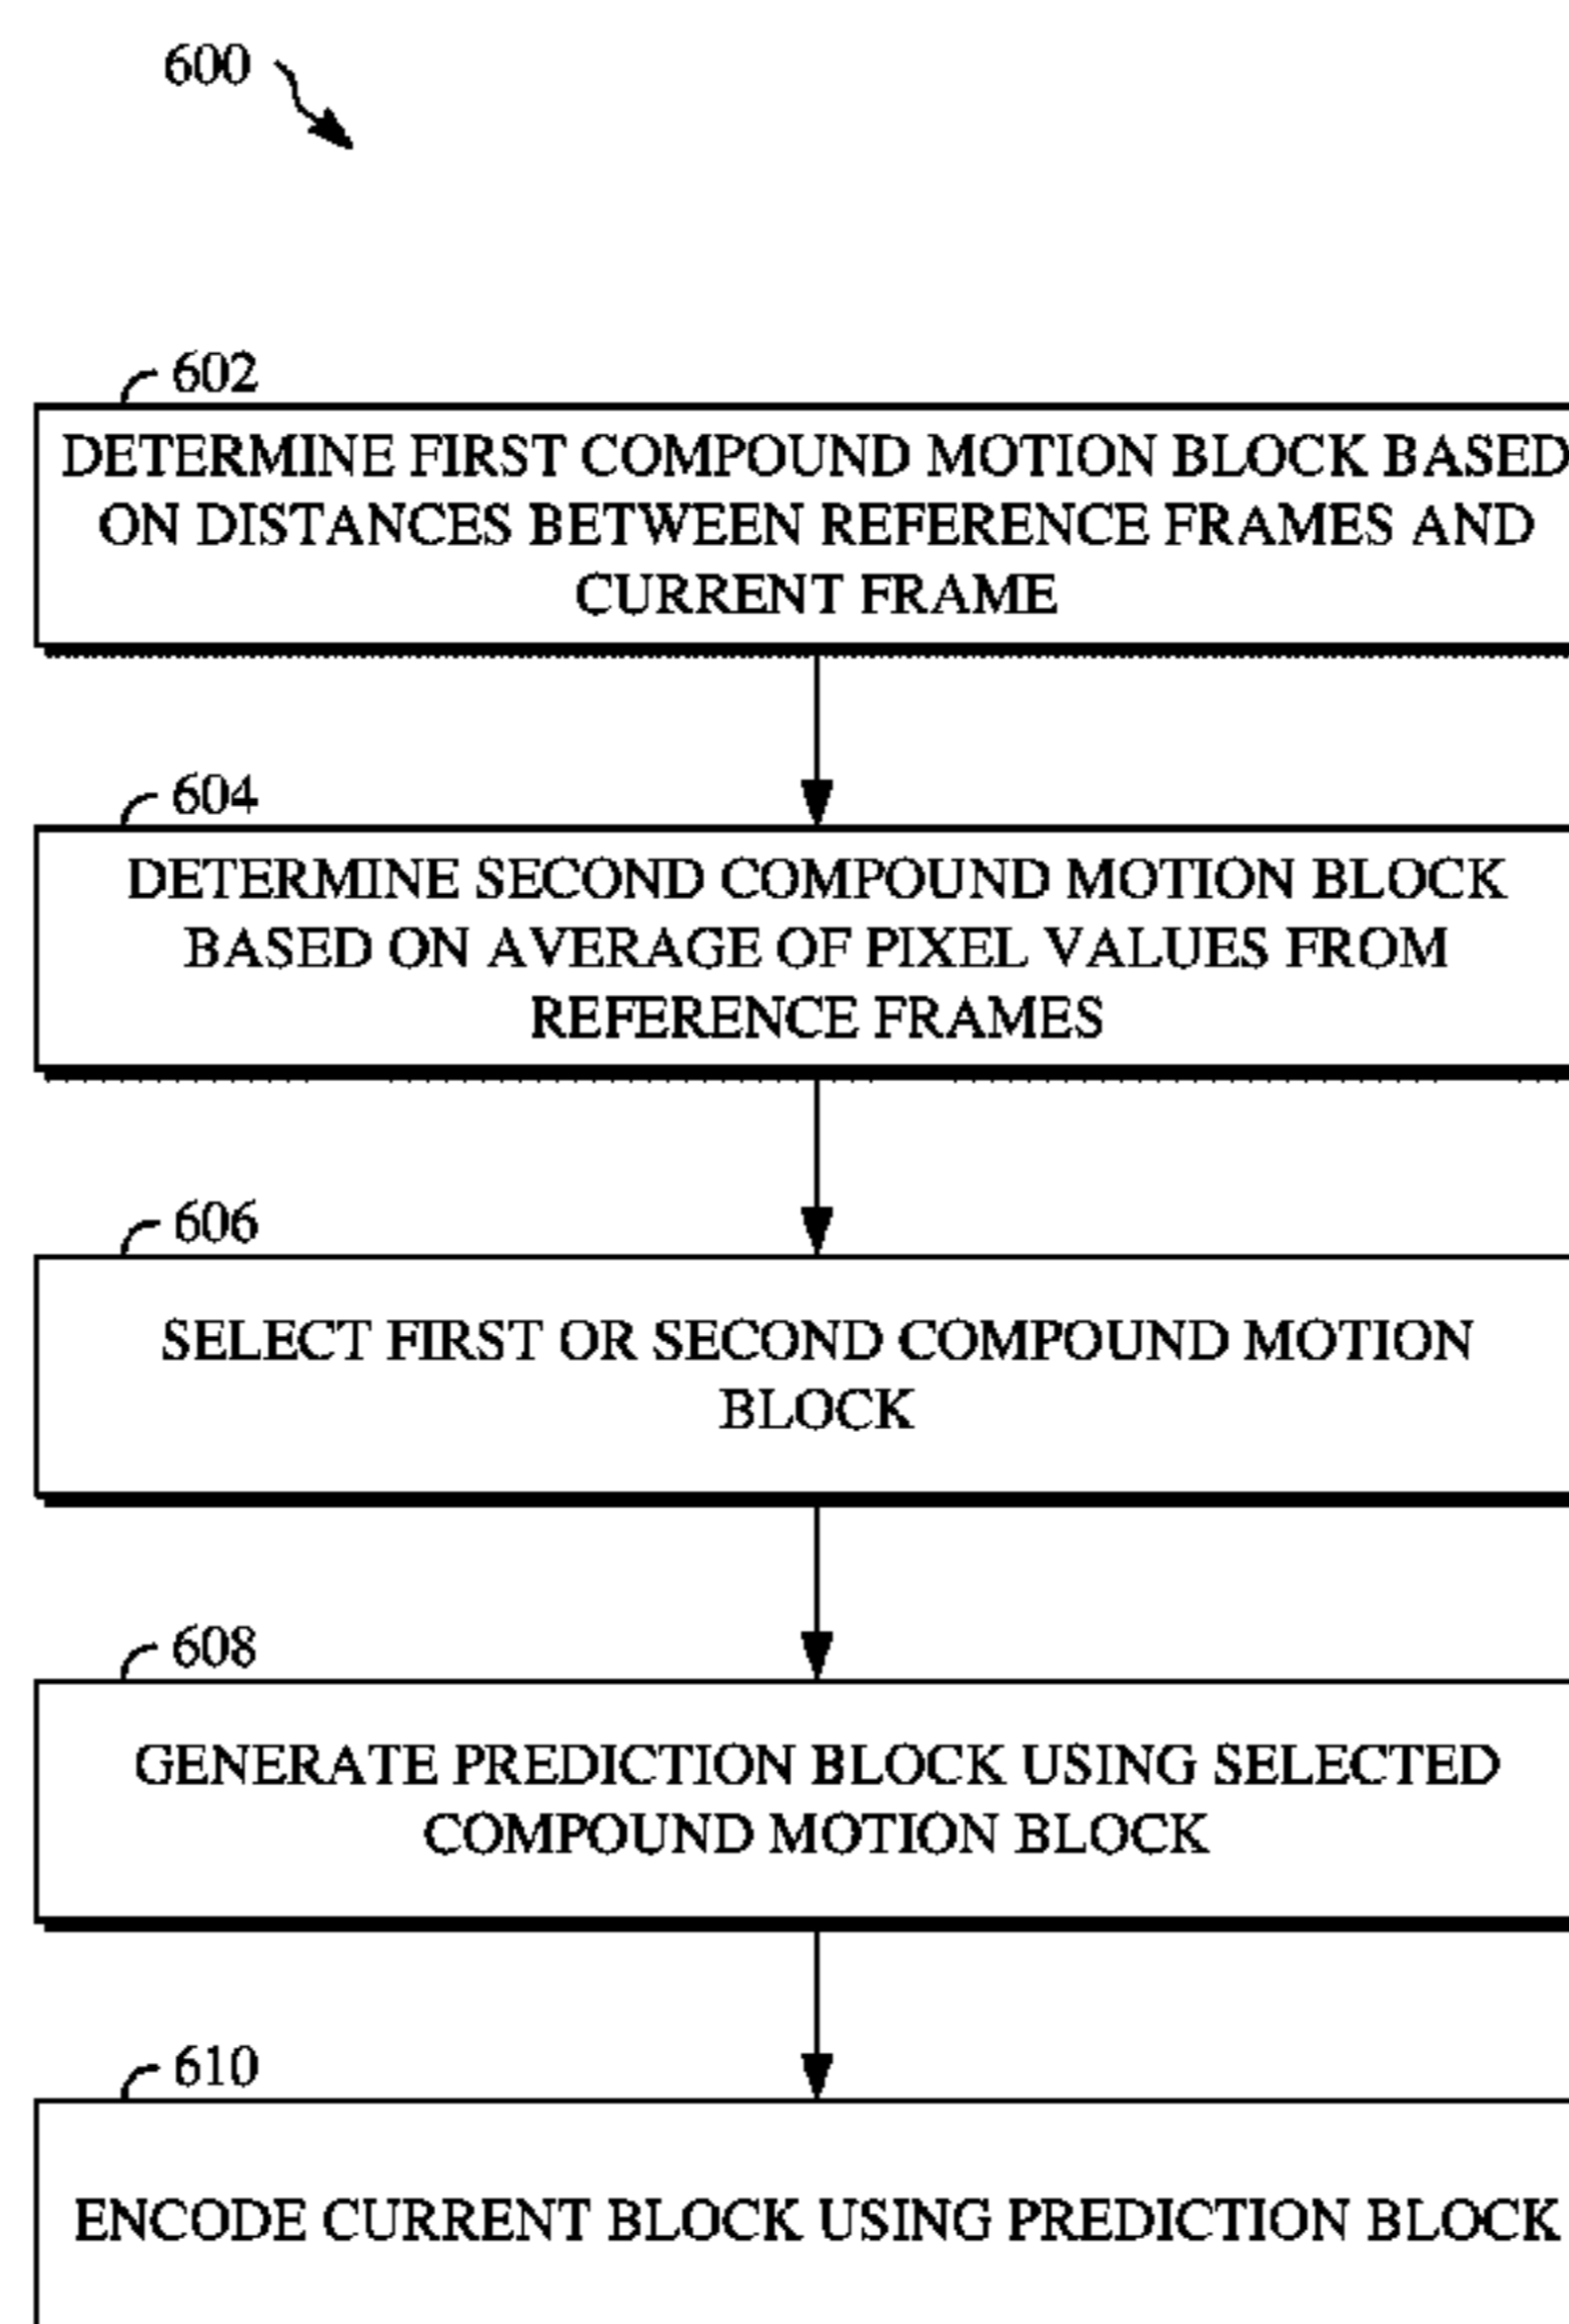 600
602
DETERMINE FIRST COMPOUND MOTION BLOCK BASED
ON DISTANCES BETWEEN REFERENCE FRAMES AND
CURRENT FRAME
604
DETERMINE SECOND COMPOUND MOTION BLOCK
BASED ON AVERAGE OF PIXEL VALUES FROM
REFERENCE FRAMES
606
SELECT FIRST OR SECOND COMPOUND MOTION
BLOCK
608
GENERATE PREDICTION BLOCK USING SELECTED
COMPOUND MOTION BLOCK
610
ENCODE CURRENT BLOCK USING PREDICTION BLOCK